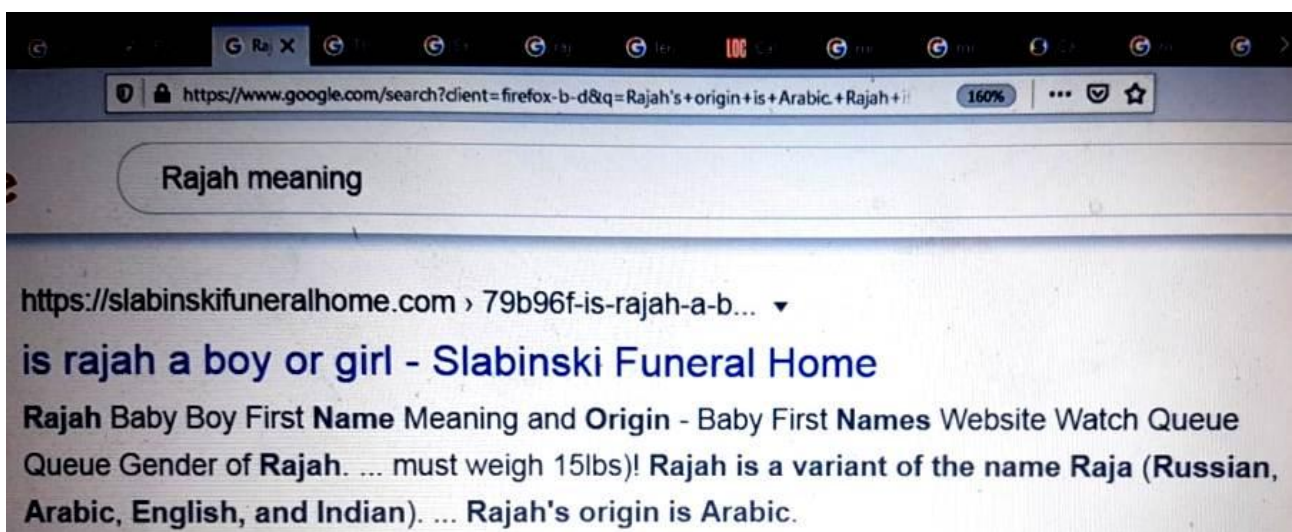 G Raj X
LOC
https://www.google.com/search?client=firefox-b-d&q=Rajah's+origin+is+Arabic.+Rajah+i
160%
Rajah meaning
https://slabinskifuneralhome.com › 79b96f-is-rajah-a-b...
is rajah a boy or girl - Slabinski Funeral Home
Rajah Baby Boy First Name Meaning and Origin - Baby First Names Website Watch Queue
Queue Gender of Rajah. ... must weigh 15lbs)! Rajah is a variant of the name Raja (Russian,
Arabic, English, and Indian). ... Rajah's origin is Arabic.